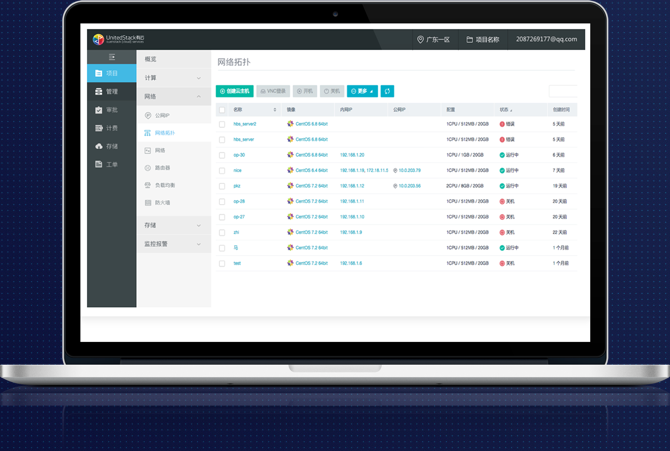 UnitedStack有云
广东一区
项目名称
2087269177@qq.com
项目
管理
审批
计费
存储
工单
概览
计算
网络
公网IP
网络拓扑
网络
路由器
负载均衡
防火墙
存储
监控报警
网络拓扑
创建云主机 VNC链接 开机 关机 更多
名称 镜像 内网IP 公网IP 配置 状态 创建时间
hbs_server2 CentOS 6.8 64bit 1CPU / 512MB / 20GB 错误 5 天前
hbs_server CentOS 6.8 64bit 1CPU / 512MB / 20GB 错误 5 天前
cp-30 CentOS 6.8 64bit 192.168.1.20 1CPU / 1GB / 20GB 运行中 6 天前
nice CentOS 6.4 64bit 192.168.1.18, 172.16.11.3 10.0.203.79 1CPU / 512MB / 20GB 运行中 7 天前
pkz CentOS 7.2 64bit 192.168.1.12 10.0.203.56 2CPU / 8GB / 20GB 运行中 19 天前
cp-28 CentOS 7.2 64bit 192.168.1.11 1CPU / 512MB / 20GB 关机 20 天前
cp-27 CentOS 7.2 64bit 192.168.1.10 1CPU / 512MB / 20GB 关机 20 天前
zhi CentOS 7.2 64bit 192.168.1.9 1CPU / 512MB / 20GB 关机 22 天前
马 CentOS 7.2 64bit 1CPU / 512MB / 20GB 运行中 1 个月前
test CentOS 7.2 64bit 192.168.1.6 1CPU / 512MB / 20GB 关机 1 个月前